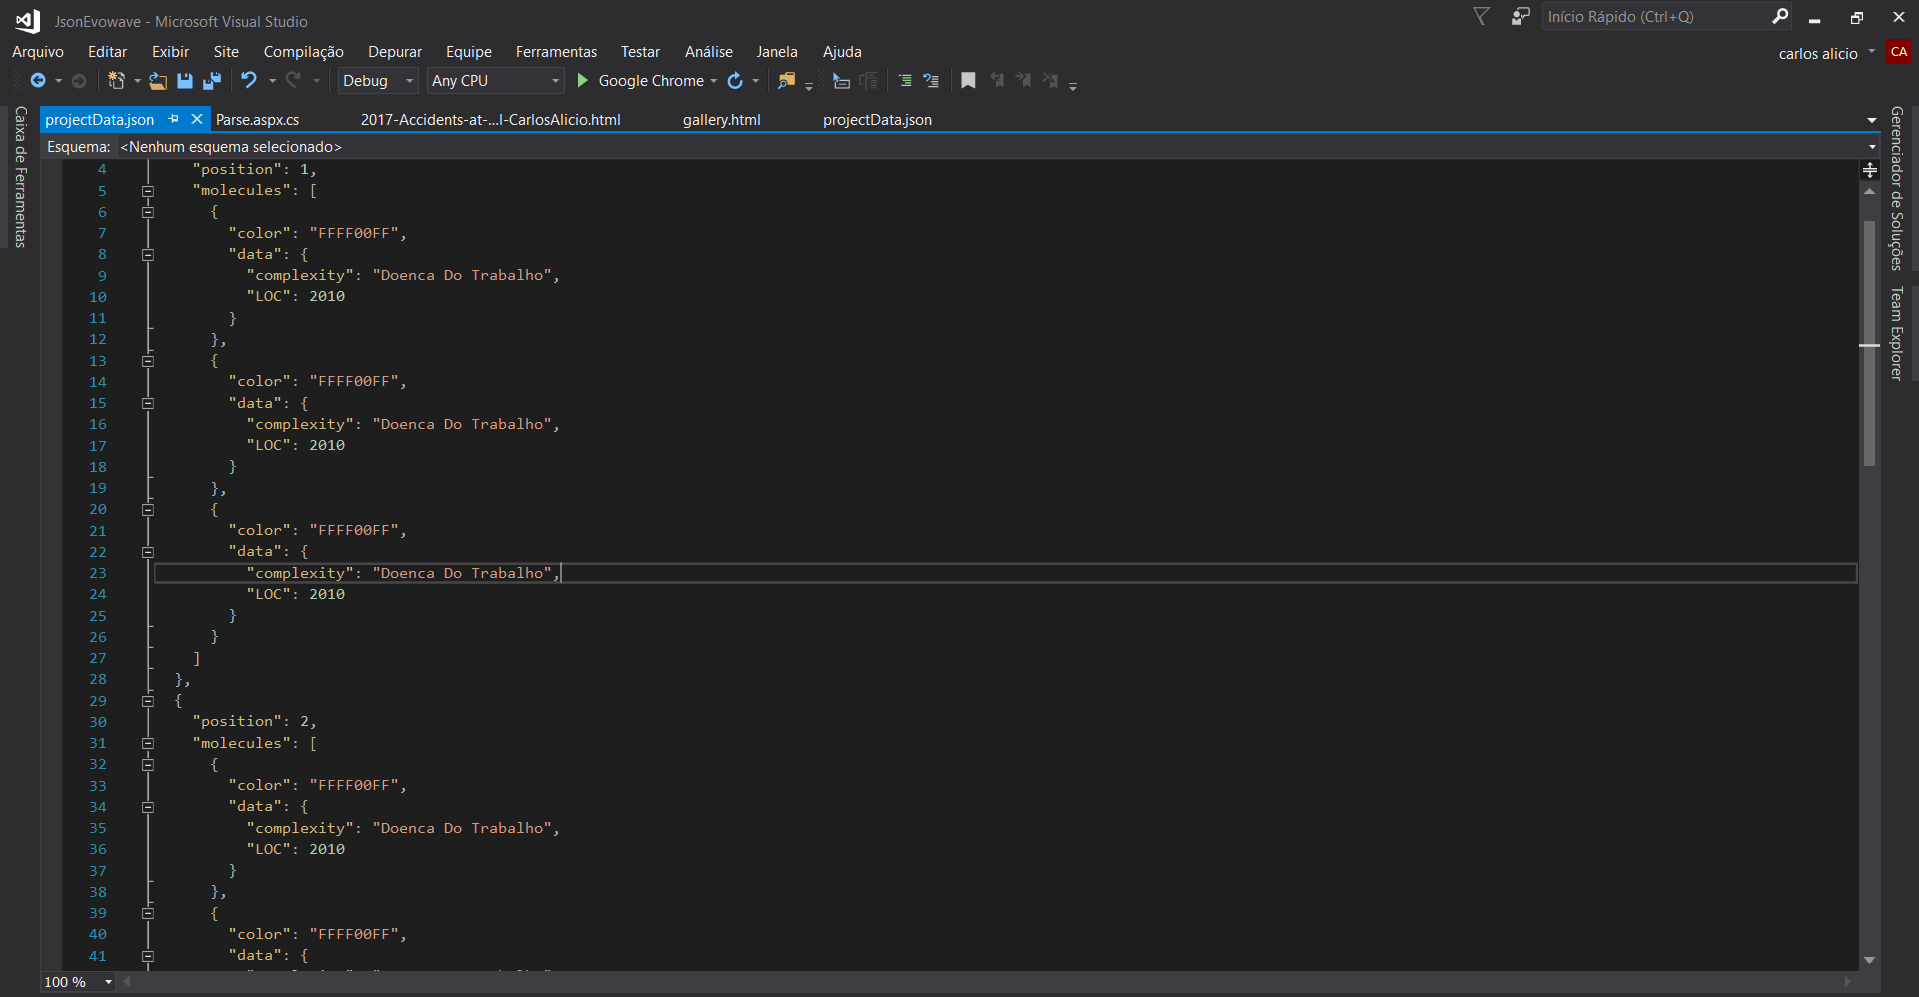 JsonEvowave - Microsoft Visual Studio
Início Rápido (Ctrl+Q)
Arquivo Editar Exibir Site Compilação Depurar Equipe Ferramentas Testar Análise Janela Ajuda
carlos alicio CA
Debug Any CPU Google Chrome
projectData.json Parse.aspx.cs 2017-Accidents-at-...l-CarlosAlicio.html gallery.html projectData.json
Esquema: <Nenhum esquema selecionado>
Caixa de Ferramentas
Gerenciador de Soluções
Team Explorer
4 "position": 1,
5 "molecules": [
6 {
7 "color": "FFFF00FF",
8 "data": {
9 "complexity": "Doenca Do Trabalho",
10 "LOC": 2010
11 }
12 },
13 {
14 "color": "FFFF00FF",
15 "data": {
16 "complexity": "Doenca Do Trabalho",
17 "LOC": 2010
18 }
19 },
20 {
21 "color": "FFFF00FF",
22 "data": {
23 "complexity": "Doenca Do Trabalho",
24 "LOC": 2010
25 }
26 }
27 ]
28 },
29 {
30 "position": 2,
31 "molecules": [
32 {
33 "color": "FFFF00FF",
34 "data": {
35 "complexity": "Doenca Do Trabalho",
36 "LOC": 2010
37 }
38 },
39 {
40 "color": "FFFF00FF",
41 "data": {
100 %